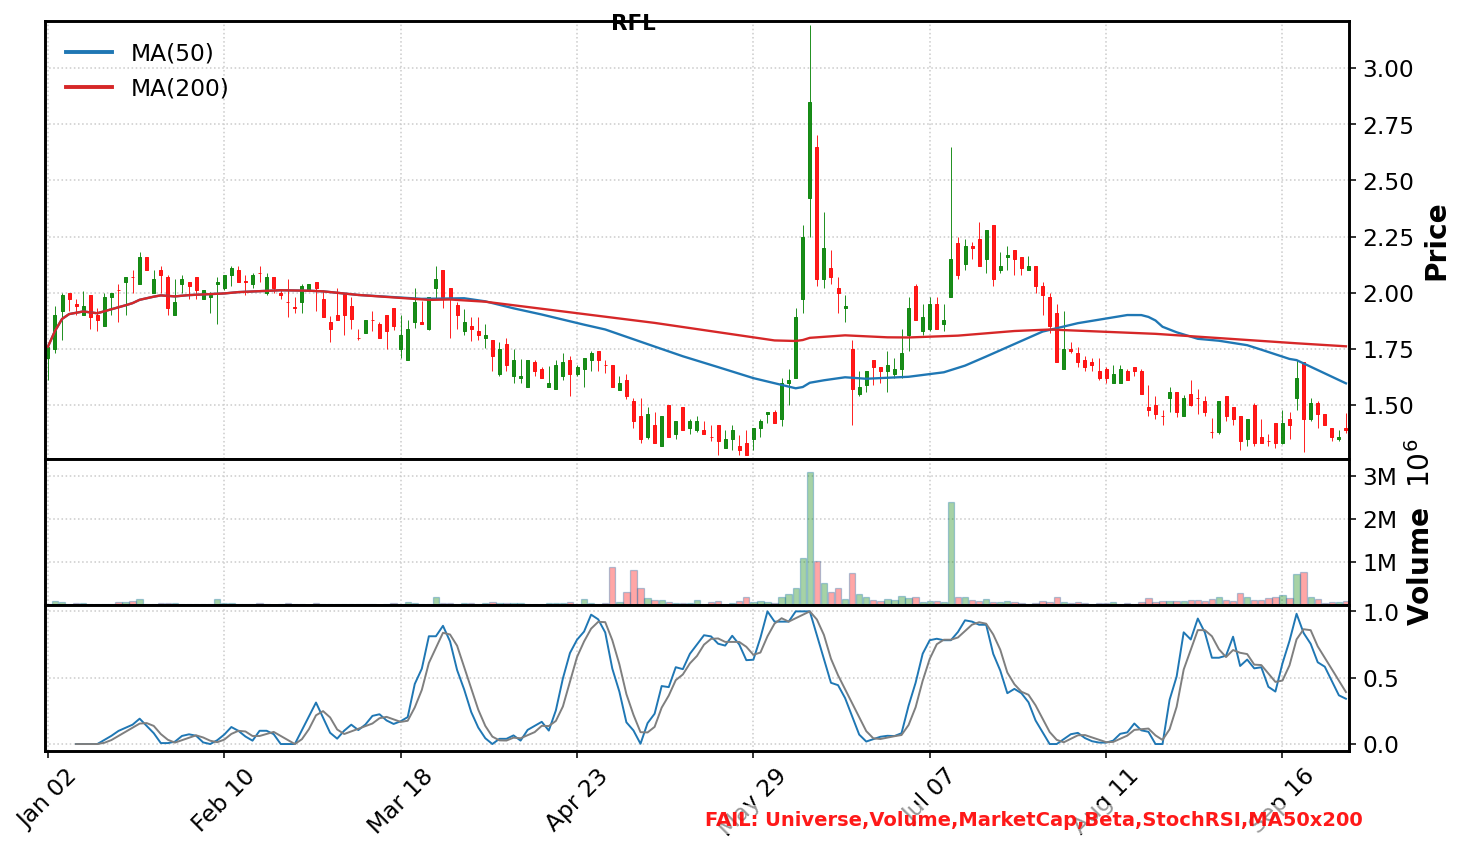 RFL
MA(50)
MA(200)
3.00
2.75
2.50
2.25
2.00
1.75
1.50
Price
3M
2M
1M
Volume 10^6
1.0
0.5
0.0
Jan 02
Feb 10
Mar 18
Apr 23
May 29
Jul 07
Aug 11
Sep 16
FAIL: Universe,Volume,MarketCap,Beta,StochRSI,MA50x200